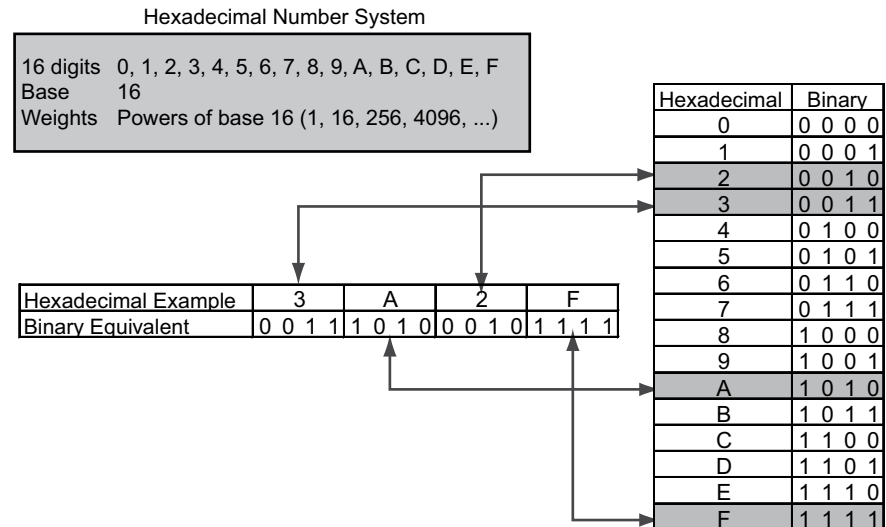 Hexadecimal Number System
16 digits 0, 1, 2, 3, 4, 5, 6, 7, 8, 9, A, B, C, D, E, F
Base 16
Weights Powers of base 16 (1, 16, 256, 4096, ...)
Hexadecimal Example 3 A 2 F
Binary Equivalent 0 0 1 1 1 0 1 0 0 0 1 0 1 1 1 1
Hexadecimal Binary
0 0 0 0 0
1 0 0 0 1
2 0 0 1 0
3 0 0 1 1
4 0 1 0 0
5 0 1 0 1
6 0 1 1 0
7 0 1 1 1
8 1 0 0 0
9 1 0 0 1
A 1 0 1 0
B 1 0 1 1
C 1 1 0 0
D 1 1 0 1
E 1 1 1 0
F 1 1 1 1